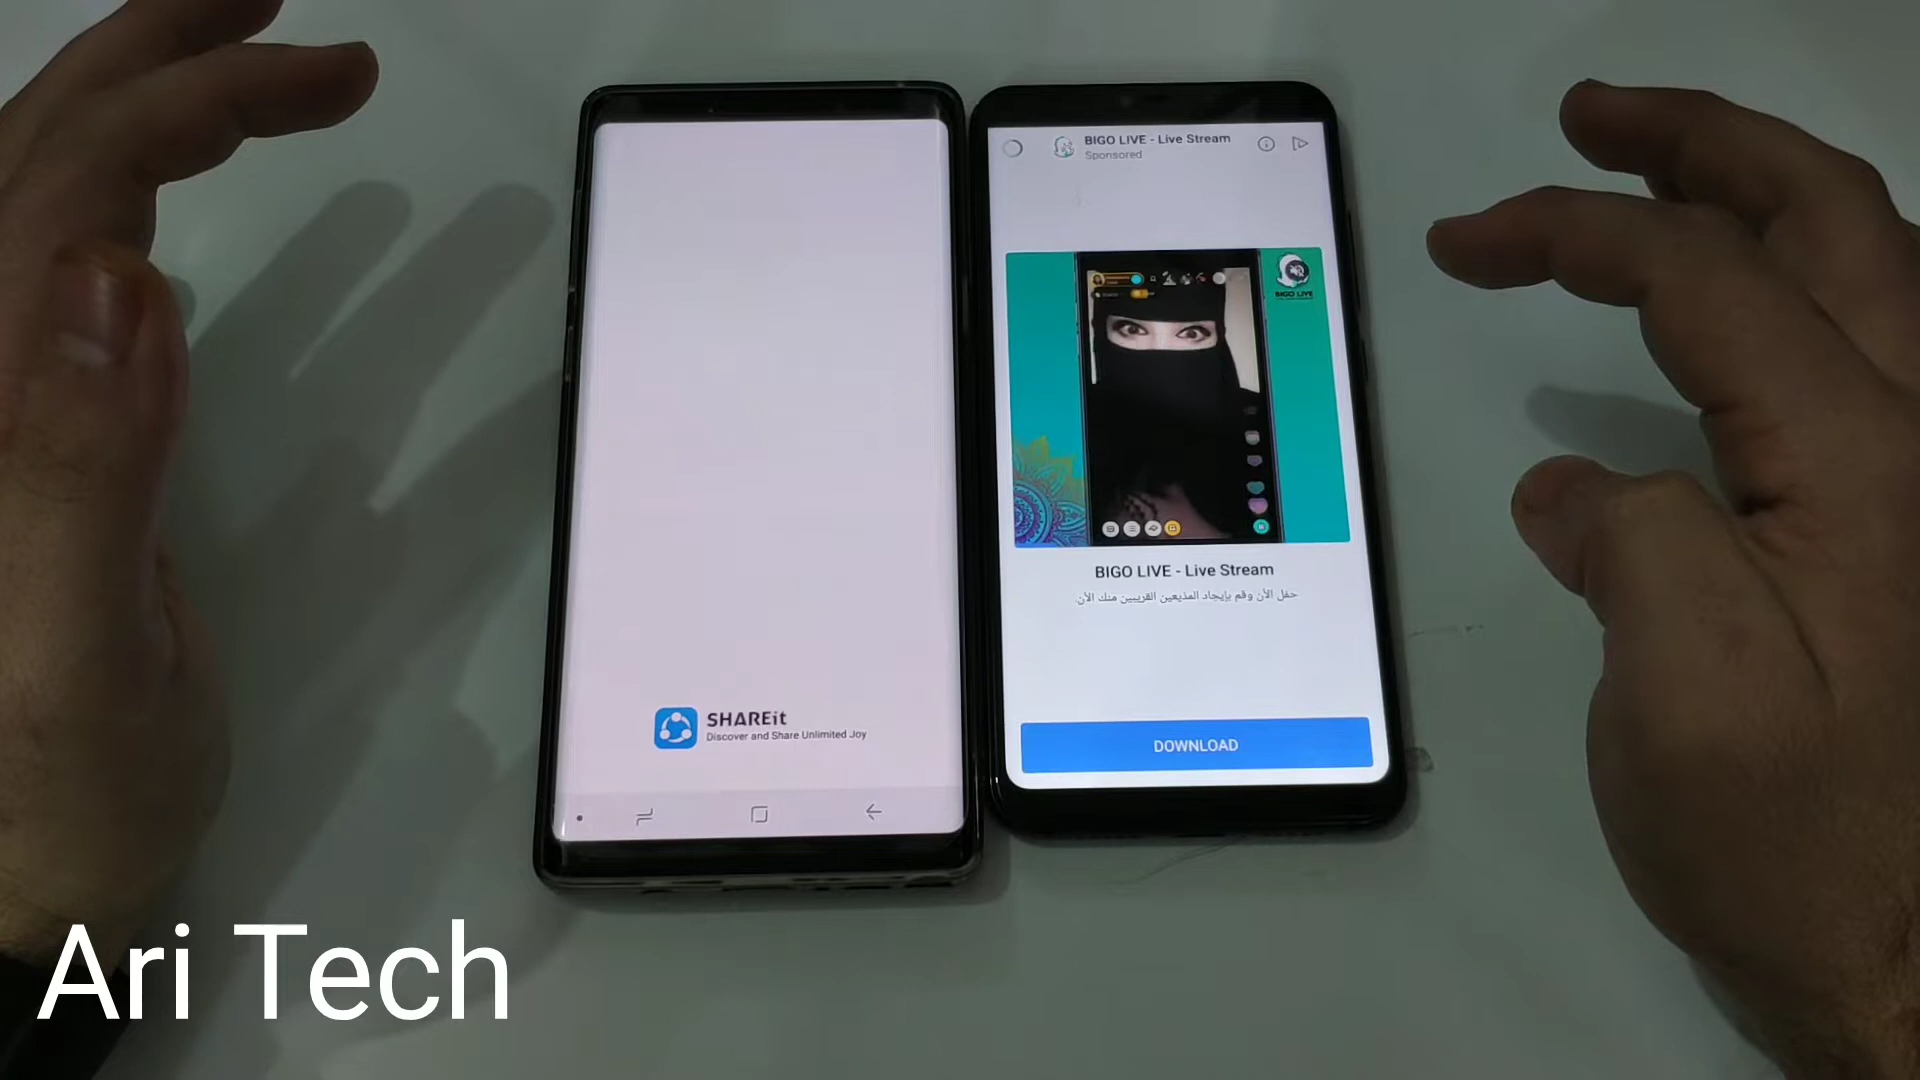 BIGO LIVE - Live Stream
Sponsored
BIGO LIVE
BIGO LIVE - Live Stream
حمّل الآن وقم بإيجاد المذيعين القريبين منك الآن.
DOWNLOAD
SHAREit
Discover and Share Unlimited Joy
Ari Tech